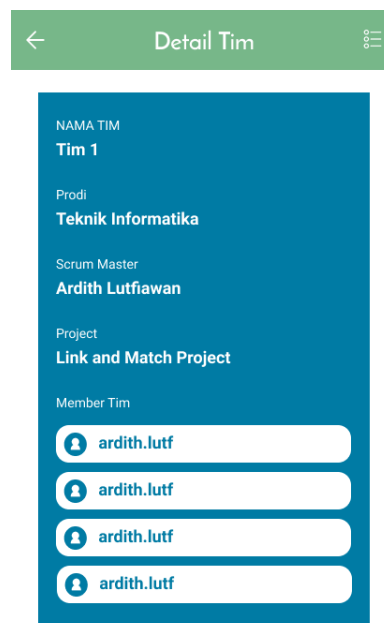 Detail Tim
NAMA TIM
Tim 1
Prodi
Teknik Informatika
Scrum Master
Ardith Lutfiawan
Project
Link and Match Project
Member Tim
ardith.lutf
ardith.lutf
ardith.lutf
ardith.lutf